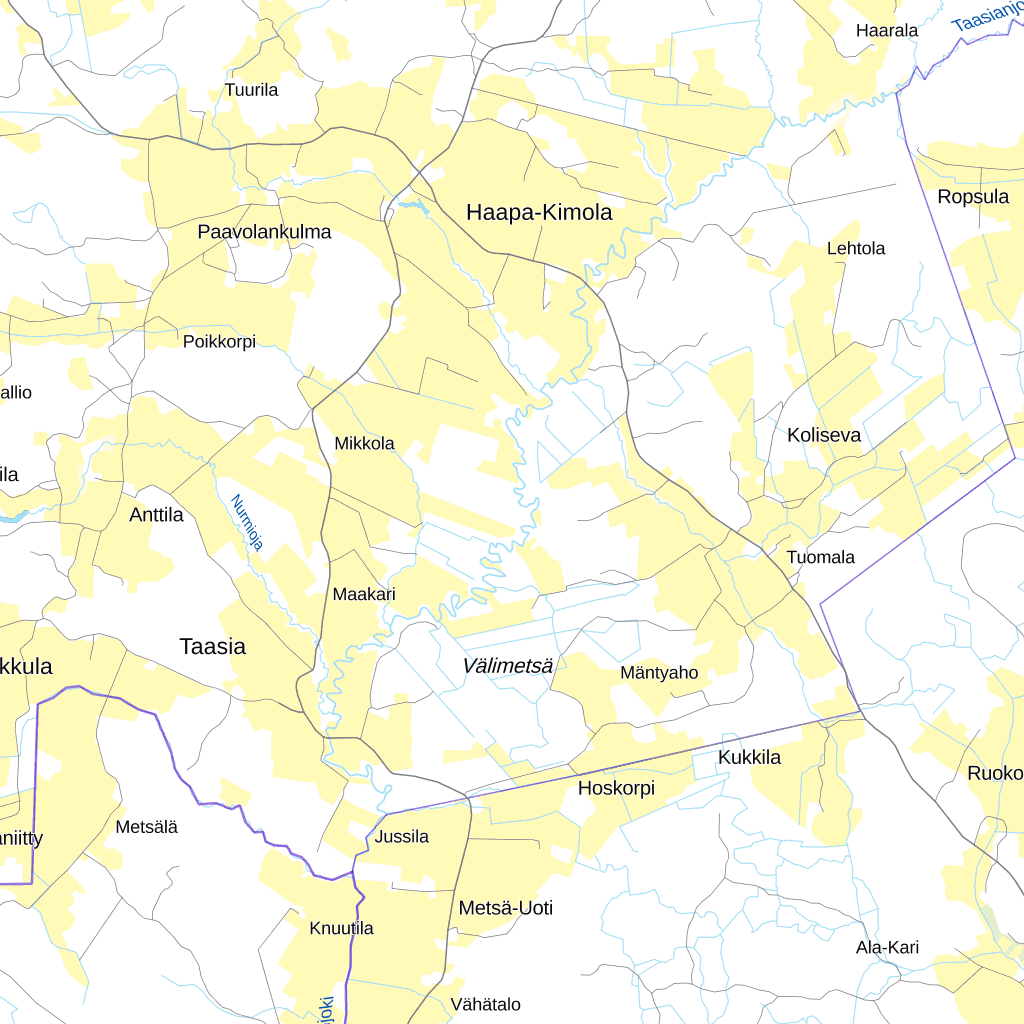 Taasianjo
Haarala
Tuurila
Ropsula
Haapa-Kimola
Paavolankulma
Lehtola
Poikkorpi
allio
Koliseva
Mikkola
ila
Anttila
Nurmioja
Tuomala
Maakari
Taasia
kkula
Välimetsä
Mäntyaho
Kukkila
Ruoko
Hoskorpi
Metsälä
aniitty
Jussila
Metsä-Uoti
Knuutila
Ala-Kari
Vähätalo
joki